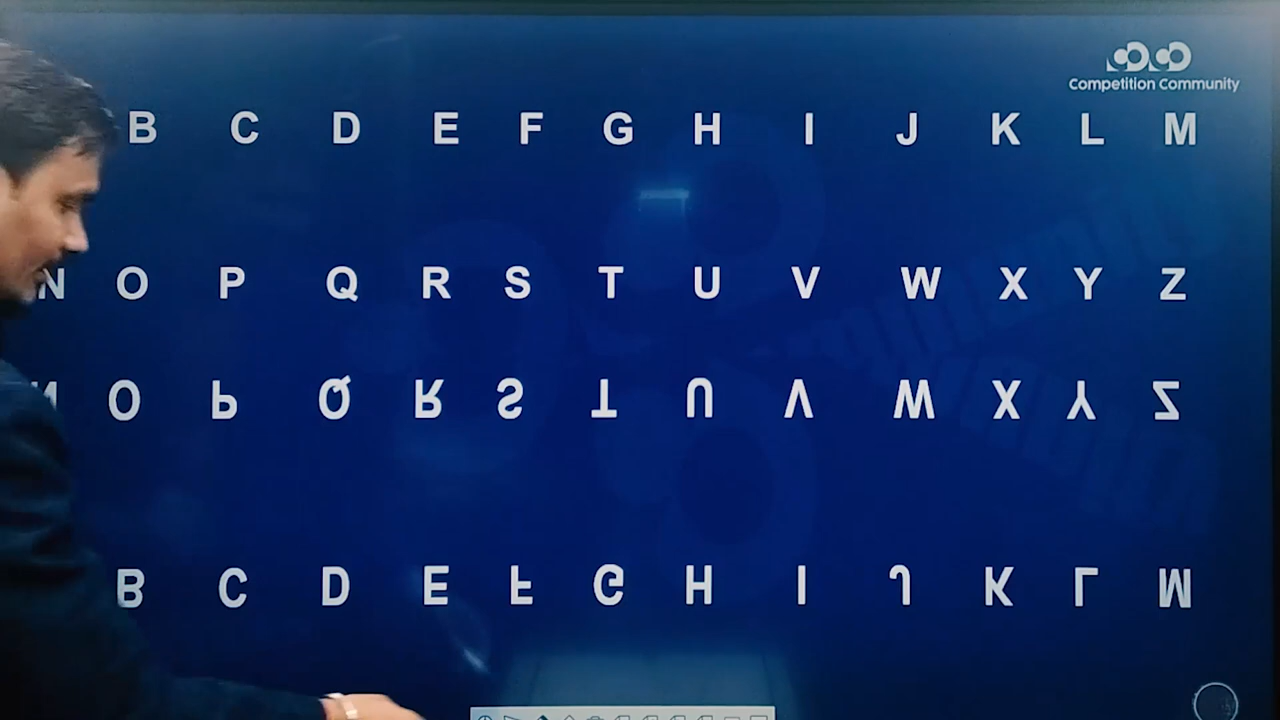 Competition Community
B C D E F G H I J K L M
N O P Q R S T U V W X Y Z
N O P Q R S T U V W X Y Z
B C D E F G H I J K L M